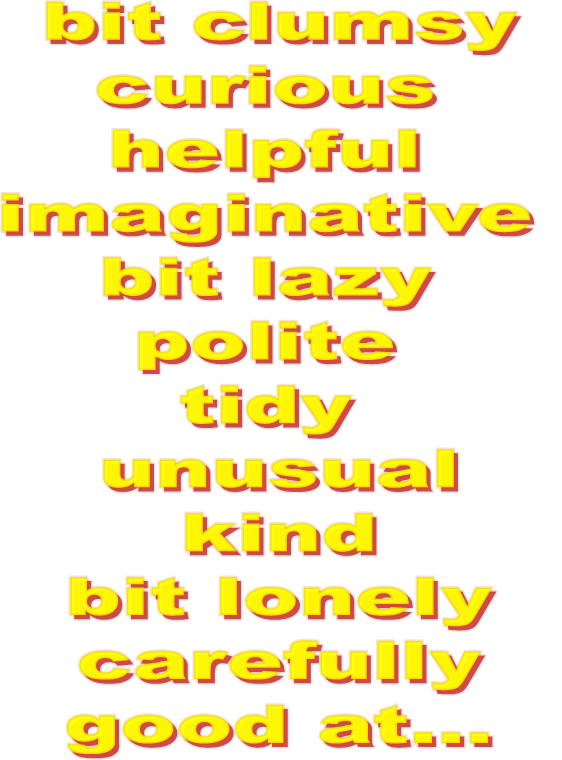 bit clumsy
curious
helpful
imaginative
bit lazy
polite
tidy
unusual
kind
bit lonely
carefully
good at...